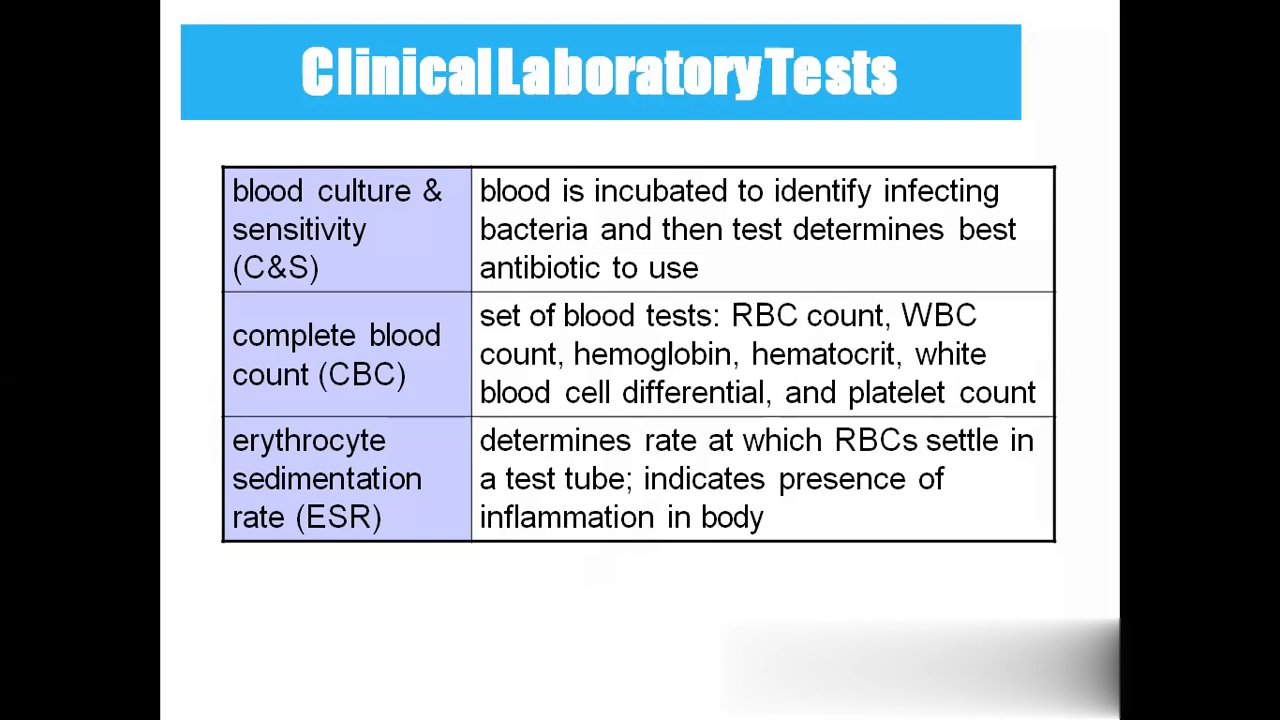 Clinical Laboratory Tests
blood culture &
sensitivity
(C&S)
blood is incubated to identify infecting
bacteria and then test determines best
antibiotic to use
complete blood
count (CBC)
set of blood tests: RBC count, WBC
count, hemoglobin, hematocrit, white
blood cell differential, and platelet count
erythrocyte
sedimentation
rate (ESR)
determines rate at which RBCs settle in
a test tube; indicates presence of
inflammation in body